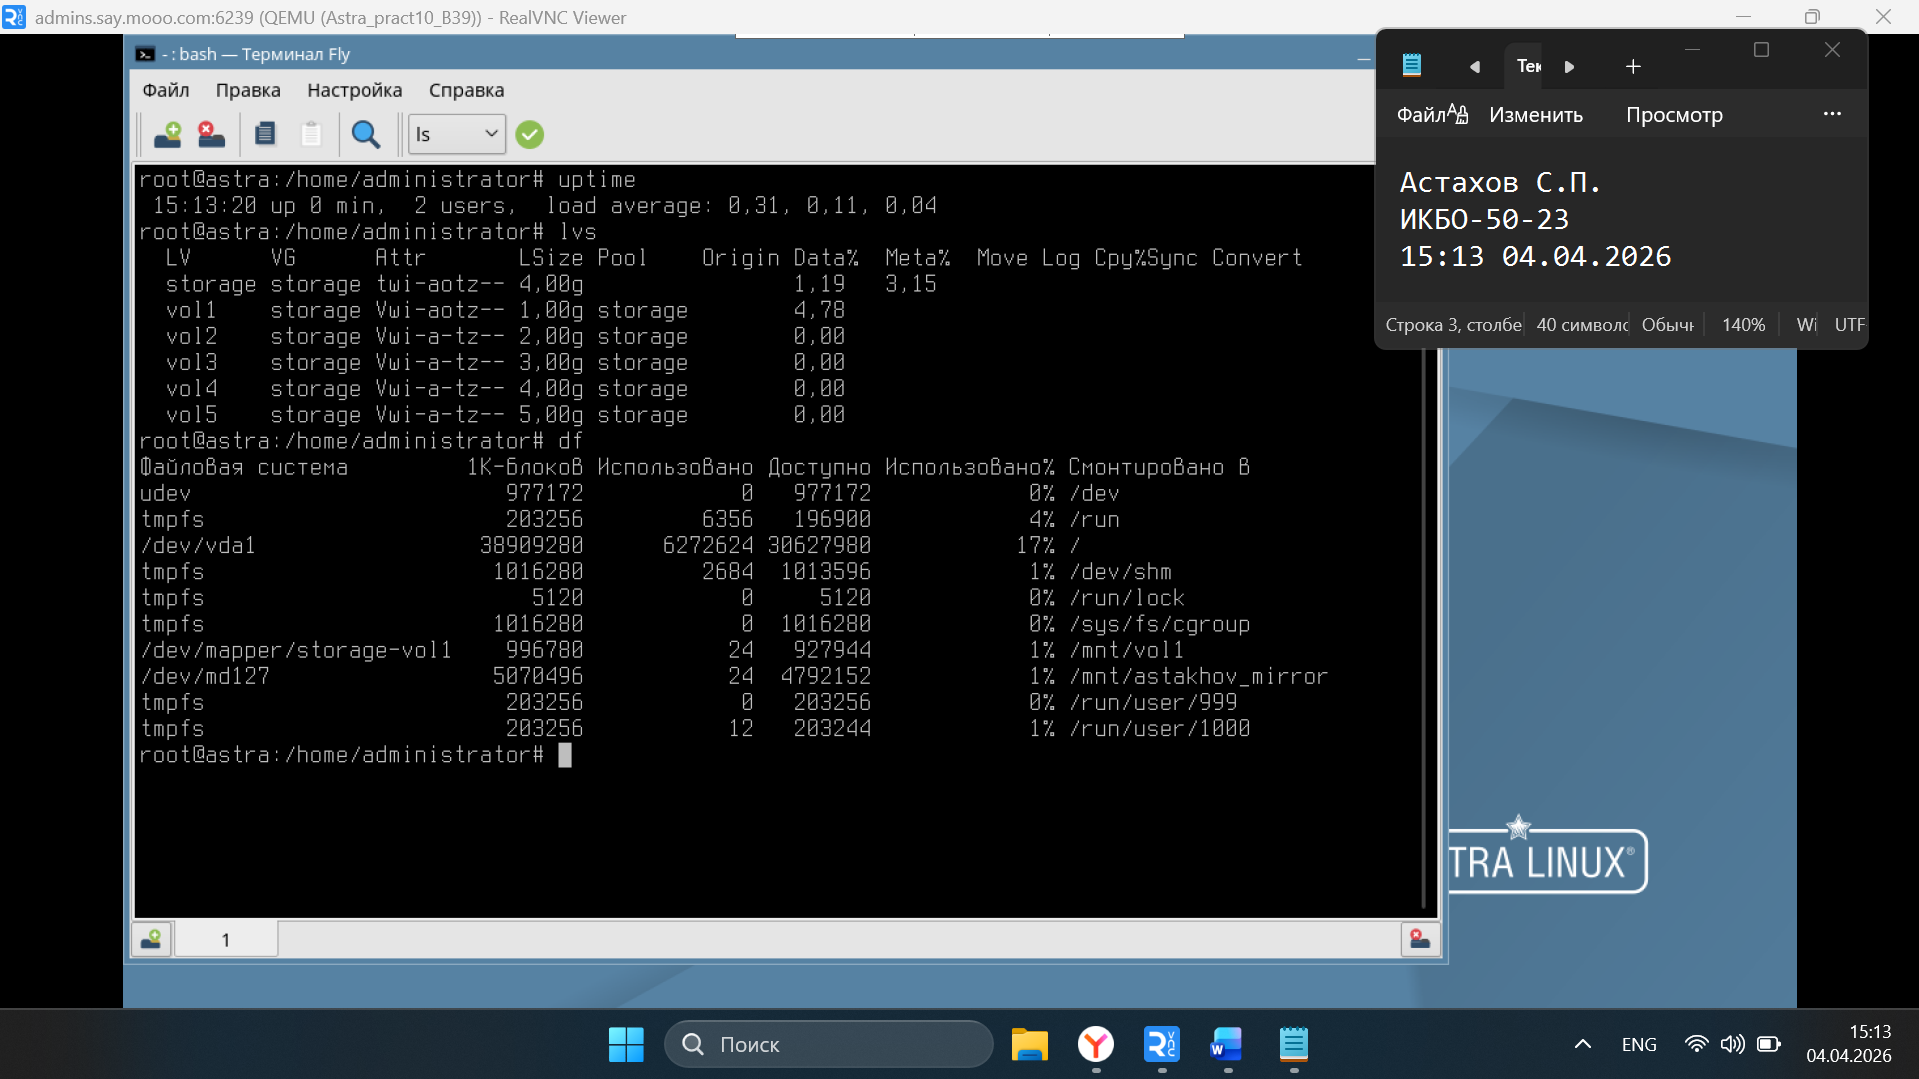 admins.say.mooo.com:6239 (QEMU (Astra_pract10_B39)) - RealVNC Viewer
- : bash — Терминал Fly
Файл Правка Настройка Справка
ls
root@astra:/home/administrator# uptime
 15:13:20 up 0 min,  2 users,  load average: 0,31, 0,11, 0,04
root@astra:/home/administrator# lvs
  LV      VG      Attr       LSize Pool    Origin Data%  Meta%  Move Log Cpy%Sync Convert
  storage storage twi-aotz-- 4,00g                1,19   3,15
  vol1    storage Vwi-aotz-- 1,00g storage        4,78
  vol2    storage Vwi-a-tz-- 2,00g storage        0,00
  vol3    storage Vwi-a-tz-- 3,00g storage        0,00
  vol4    storage Vwi-a-tz-- 4,00g storage        0,00
  vol5    storage Vwi-a-tz-- 5,00g storage        0,00
root@astra:/home/administrator# df
Файловая система         1K-блоков Использовано Доступно Использовано% Смонтировано в
udev                        977172            0   977172            0% /dev
tmpfs                       203256         6356   196900            4% /run
/dev/vda1                 38909280      6272624 30627980           17% /
tmpfs                      1016280         2684  1013596            1% /dev/shm
tmpfs                         5120            0     5120            0% /run/lock
tmpfs                      1016280            0  1016280            0% /sys/fs/cgroup
/dev/mapper/storage-vol1    996780           24   927944            1% /mnt/vol1
/dev/md127                 5070496           24  4792152            1% /mnt/astakhov_mirror
tmpfs                       203256            0   203256            0% /run/user/999
tmpfs                       203256           12   203244            1% /run/user/1000
root@astra:/home/administrator#
1
Тек
Файл Изменить Просмотр
Астахов С.П.
ИКБО-50-23
15:13 04.04.2026
Строка 3, столбе 40 символо Обычн 140% Wi UTF
TRA LINUX®
Поиск
ENG
15:13
04.04.2026